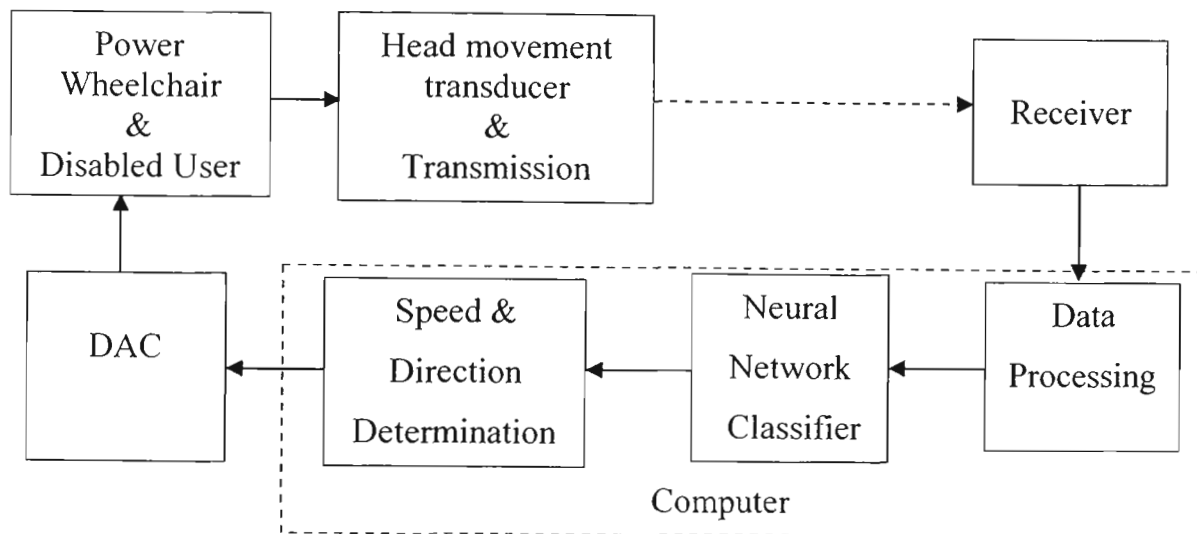 Power
Wheelchair
&
Disabled User
Head movement
transducer
&
Transmission
Receiver
DAC
Speed &
Direction
Determination
Neural
Network
Classifier
Data
Processing
Computer